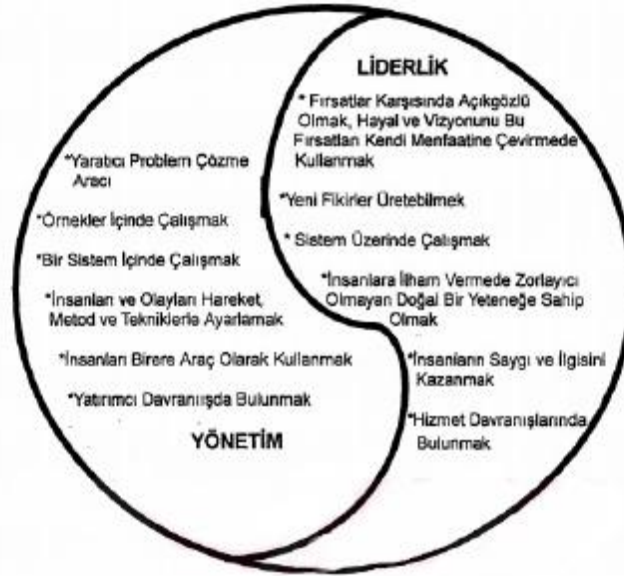 LİDERLİK
* Fırsatlar Karşısında Açıkgözlü
Olmak, Hayal ve Vizyonunu Bu
Fırsatları Kendi Menfaatine Çevirmede
Kullanmak
*Yeni Fikirler Üretebilmek
* Sistem Üzerinde Çalışmak
*İnsanlara İlham Vermede Zorlayıcı
Olmayan Doğal Bir Yeteneğe Sahip
Olmak
*İnsanların Saygı ve İlgisini
Kazanmak
*Hizmet Davranışlarında
Bulunmak
*Yaratıcı Problem Çözme
Aracı
*Örnekler İçinde Çalışmak
*Bir Sistem İçinde Çalışmak
*İnsanları ve Olayları Hareket,
Metod ve Tekniklerle Ayarlamak
*İnsanları Birere Araç Olarak Kullanmak
*Yatırımcı Davranıışda Bulunmak
YÖNETİM